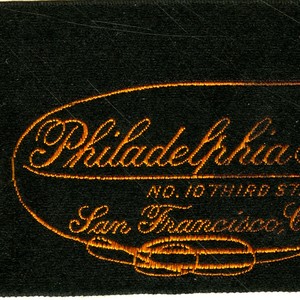 Philadelphia
NO. 10 THIRD ST
San Francisco, C